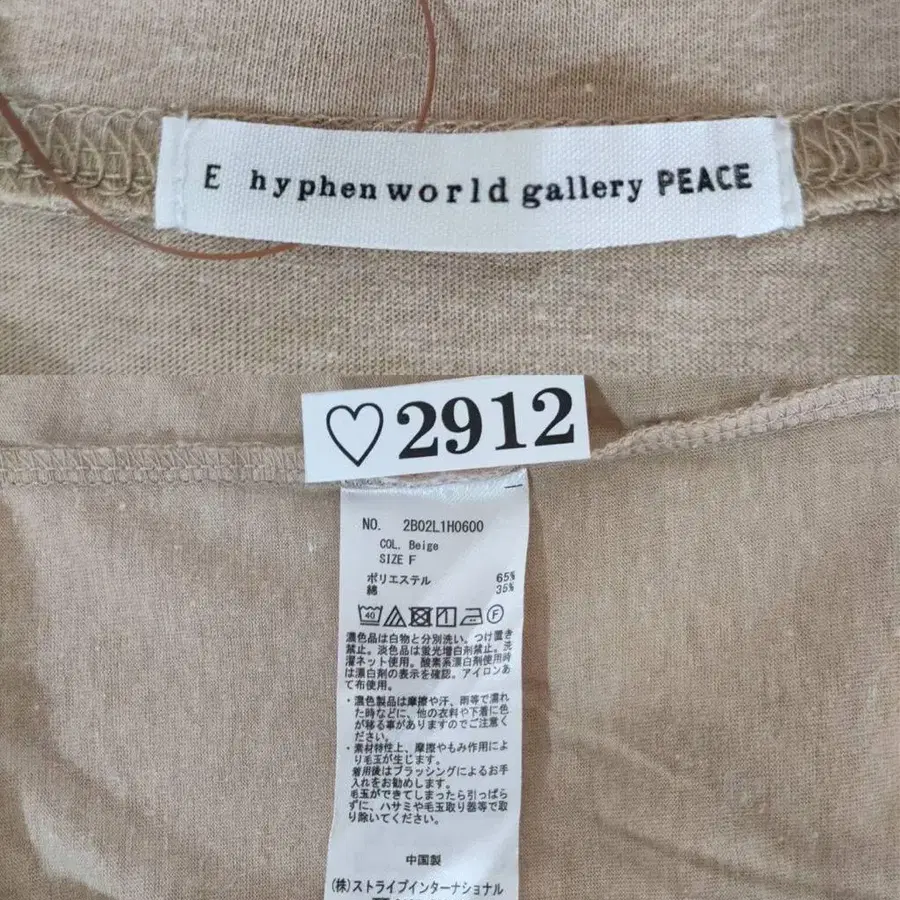 E hyphen world gallery PEACE
♡2912
NO. 2B02L1H0600
COL. Beige
SIZE F
ポリエステル 65%
綿 35%
40 F
濃色品は白物と分別洗い。つけ置き
禁止。淡色品は蛍光増白剤禁止。洗
濯ネット使用。酸素系漂白剤使用時
は漂白剤の表示を確認。アイロンあ
て布使用。
・濃色製品は摩擦や汗、雨等で濡れ
た時などに、他の衣料や下着に色
が移る事がありますのでご注意く
ださい。
・素材特性上、摩擦やもみ作用によ
り毛玉が生じます。
着用後はブラッシングによるお手
入れをお勧めします。
毛玉ができてしまったら引っぱら
ずに、ハサミや毛玉取り器等で取
り除いてください。
中国製
(株)ストライプインターナショナル